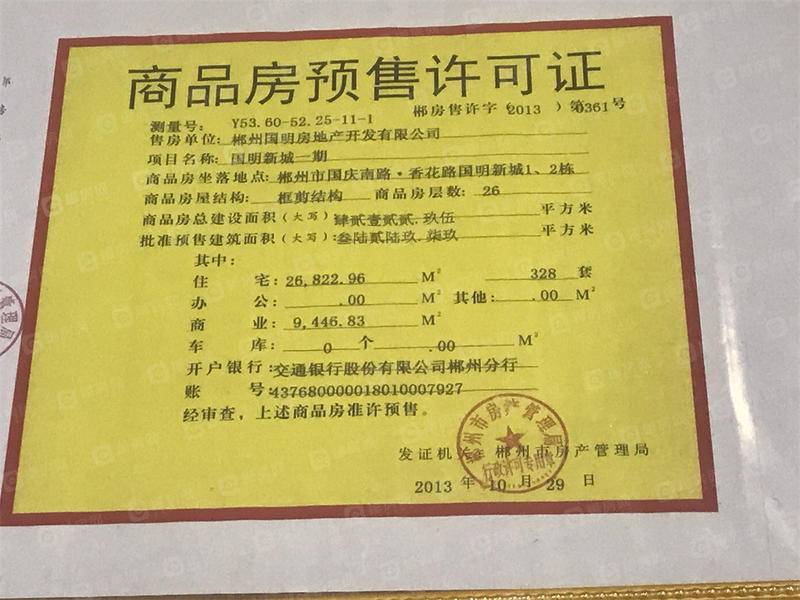 商品房预售许可证
郴房售许字（2013）第0361号
测量号: Y53.60-52.25-11-1
售房单位: 郴州国明房地产开发有限公司
项目名称: 国明新城一期
商品房坐落地点: 郴州市国庆南路·香花路国明新城1、2栋
商品房屋结构: 框剪结构 商品房层数: 26
商品房总建设面积(大写) 肆贰壹贰贰.玖伍 平方米
批准预售建筑面积(大写): 叁陆贰陆玖.柒玖 平方米
其中:
住 宅: 26,822.96 M² 328 套
办 公: .00 M² 其他: .00 M²
商 业: 9,446.83 M²
车 库: 0 个 .00 M²
开户银行: 交通银行股份有限公司郴州分行
账 号: 437680000018010007927
经审查，上述商品房准许预售。
发证机关: 郴州市房产管理局
2013 年 10 月 29 日
郴州市房产管理局
行政许可专用章